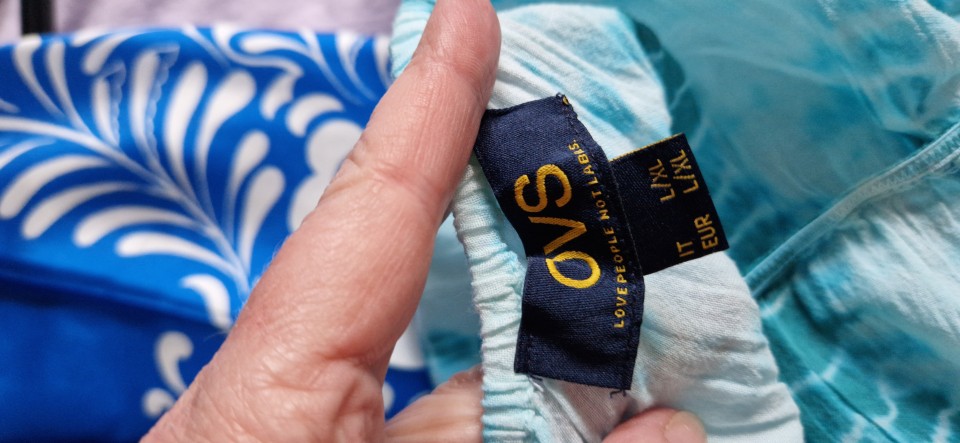 OVS
LOVE PEOPLE NOT LABELS
IT L/XL
EUR L/XL